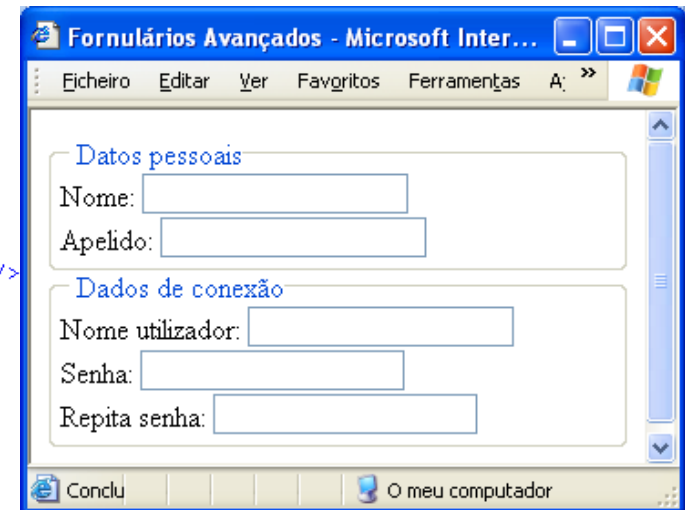 Fornulários Avançados - Microsoft Inter...
Ficheiro Editar Ver Favoritos Ferramentas A »
Datos pessoais
Nome:
Apelido:
/>
Dados de conexão
Nome utilizador:
Senha:
Repita senha:
Conclu O meu computador